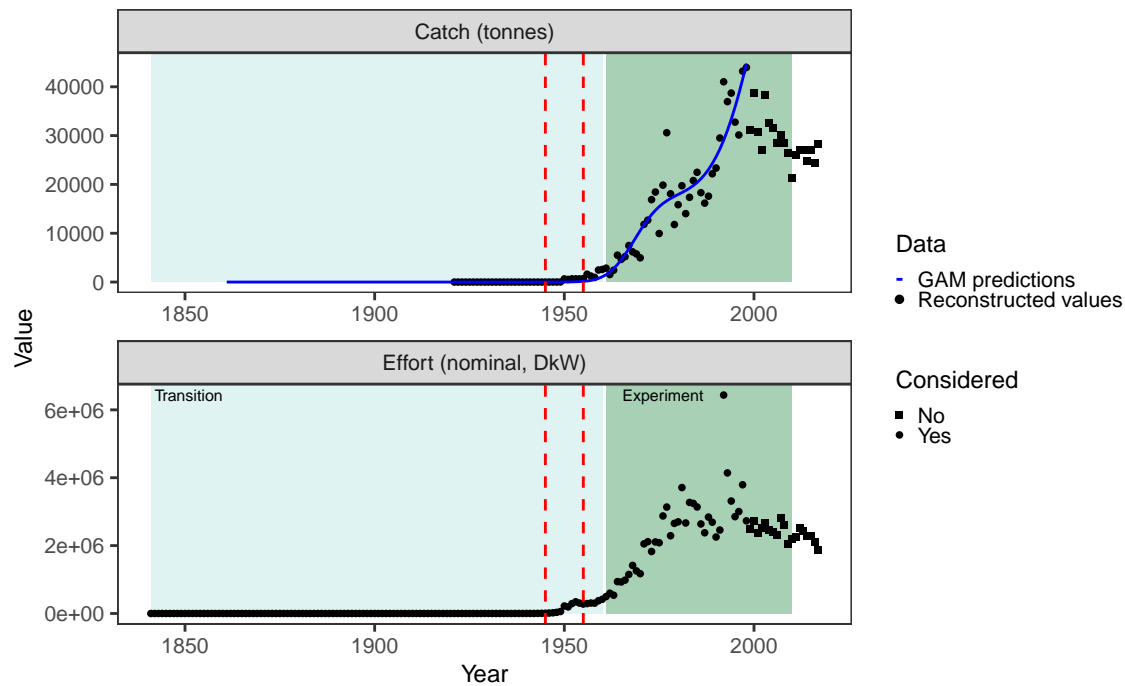 Catch (tonnes)
40000
30000
20000
10000
0
1850
1900
1950
2000
Value
Effort (nominal, DkW)
Transition
Experiment
6e+06
4e+06
2e+06
0e+00
1850
1900
1950
2000
Year
Data
GAM predictions
Reconstructed values
Considered
No
Yes